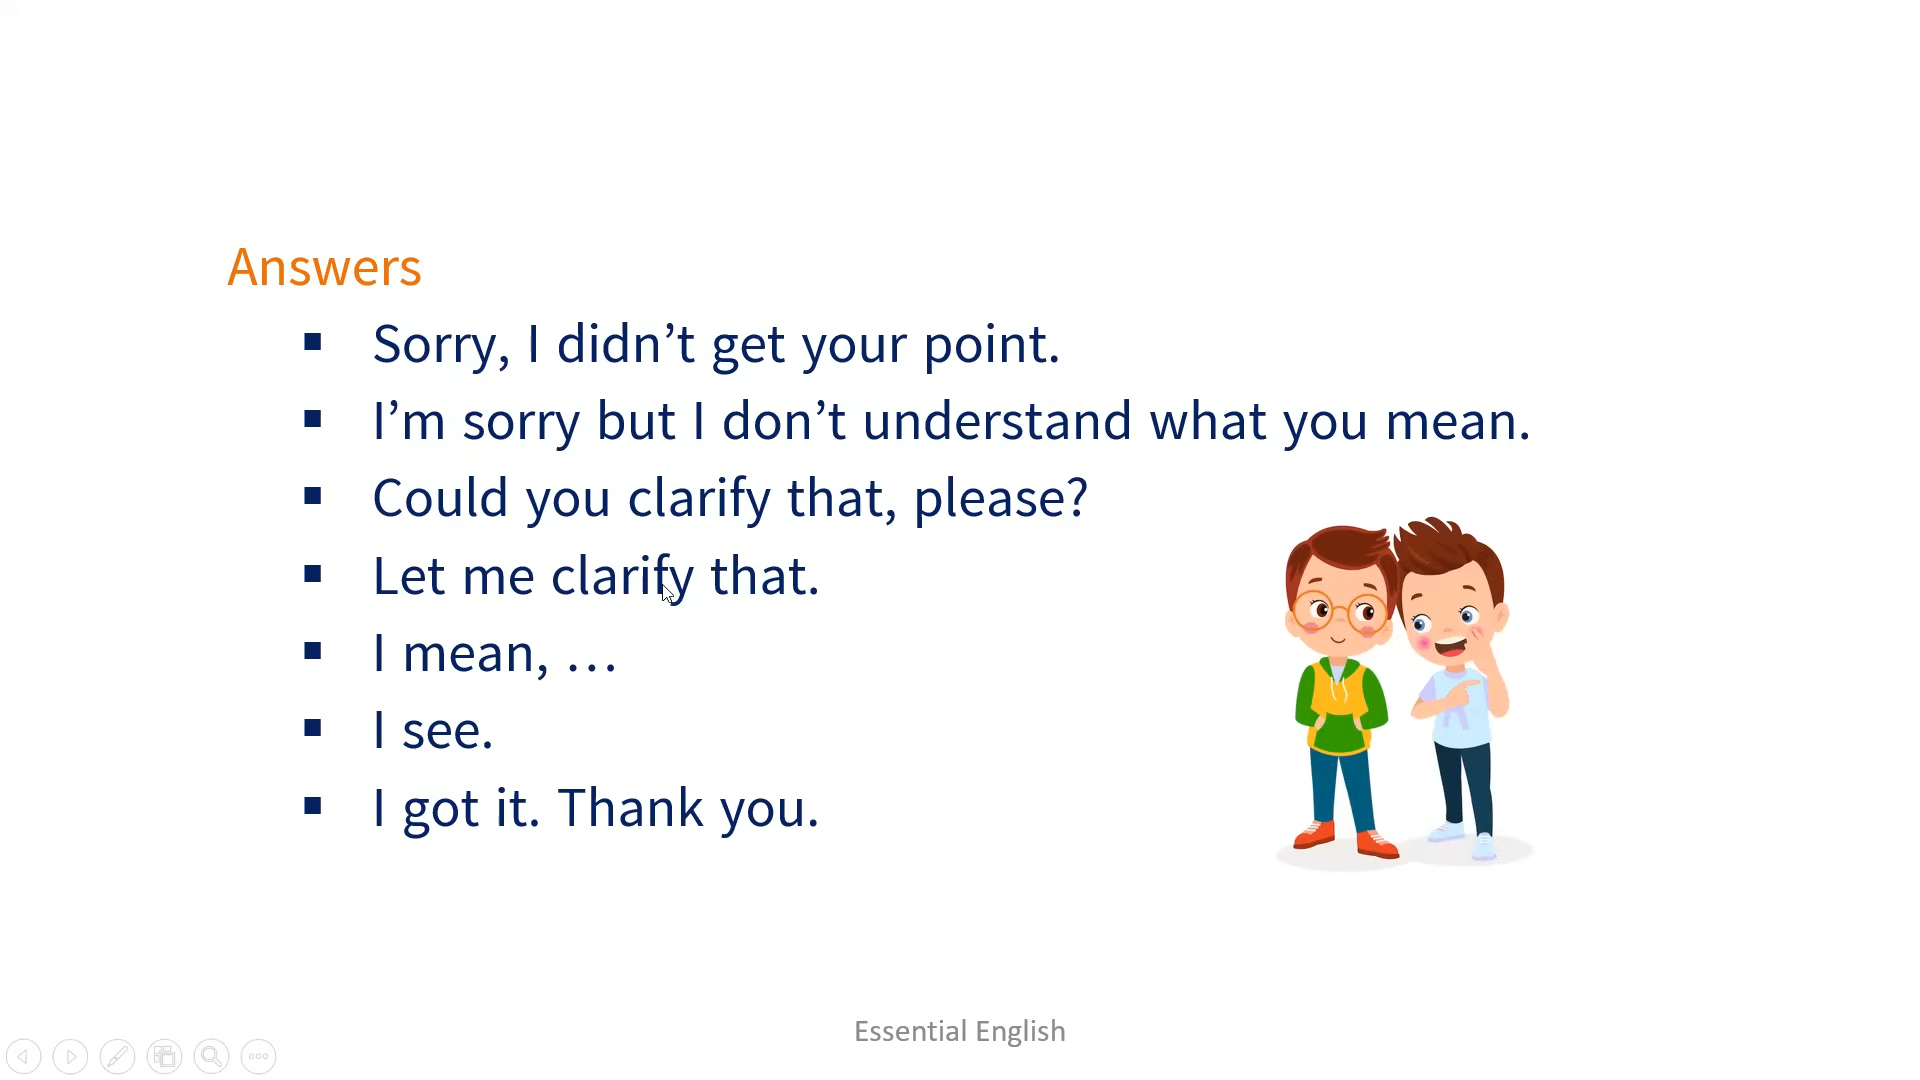 Answers
▪ Sorry, I didn’t get your point.
▪ I’m sorry but I don’t understand what you mean.
▪ Could you clarify that, please?
▪ Let me clarify that.
▪ I mean, …
▪ I see.
▪ I got it. Thank you.
Essential English